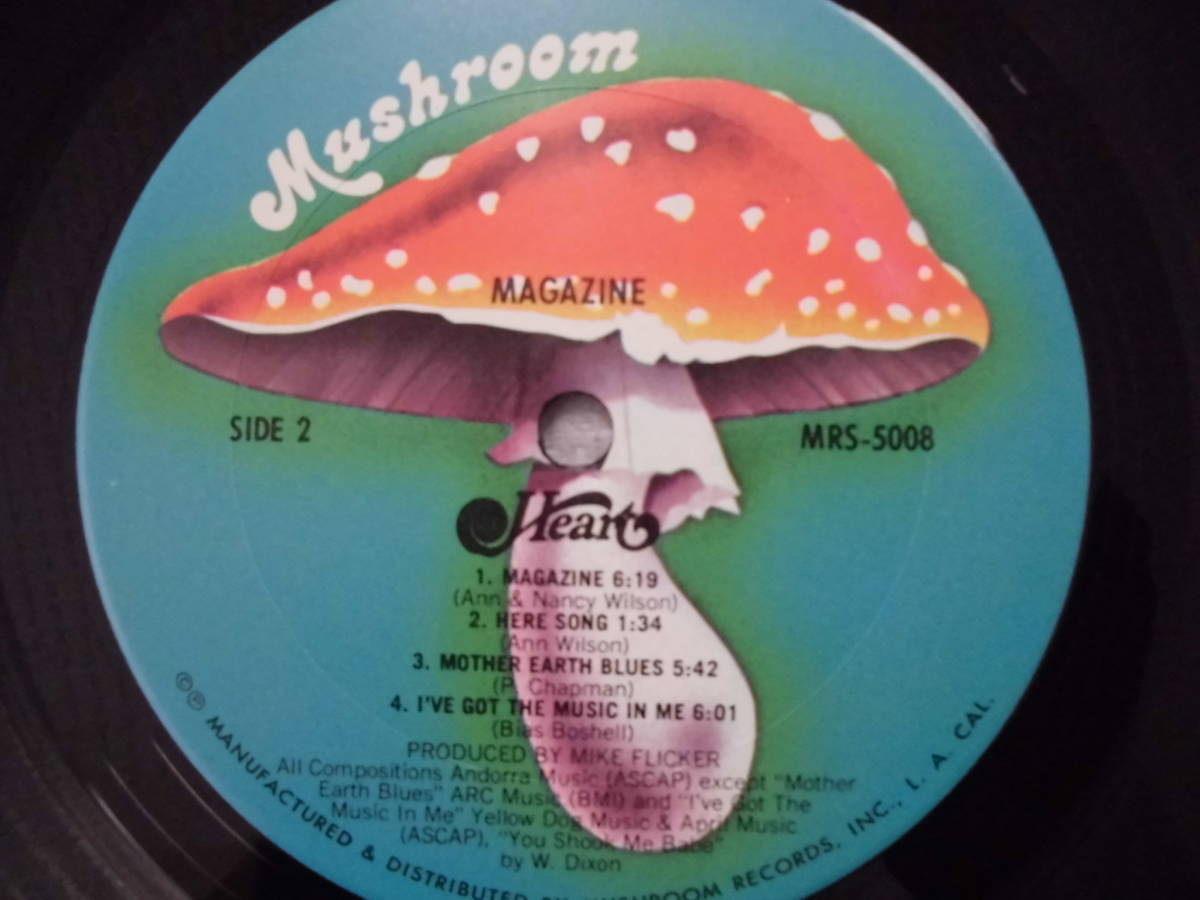 Mushroom
MAGAZINE
SIDE 2
MRS-5008
Heart
1. MAGAZINE 6:19
(Ann & Nancy Wilson)
2. HERE SONG 1:34
(Ann Wilson)
3. MOTHER EARTH BLUES 5:42
(P. Chapman)
4. I'VE GOT THE MUSIC IN ME 6:01
(Bias Boshell)
PRODUCED BY MIKE FLICKER
All Compositions Andorra Music (ASCAP) except "Mother
Earth Blues" ARC Music (BMI) and "I've Got The
Music In Me" Yellow Dog Music & April Music
(ASCAP), "You Shook Me Babe"
by W. Dixon
©℗ MANUFACTURED & DISTRIBUTED BY MUSHROOM RECORDS, INC., L. A. CAL.